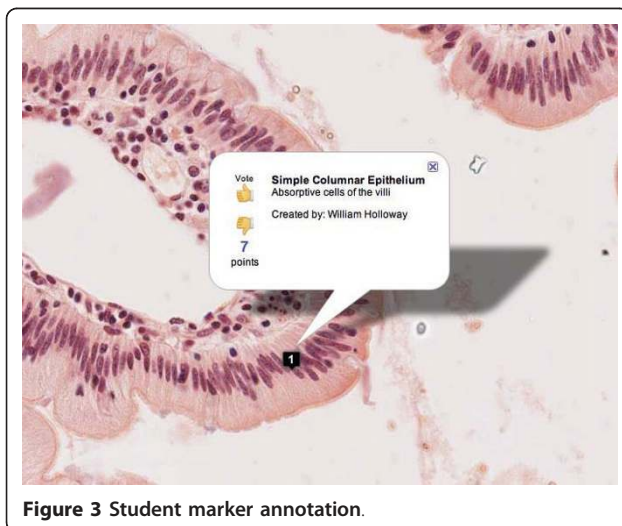 Vote
Simple Columnar Epithelium
Absorptive cells of the villi
Created by: William Holloway
7
points
1
Figure 3 Student marker annotation.